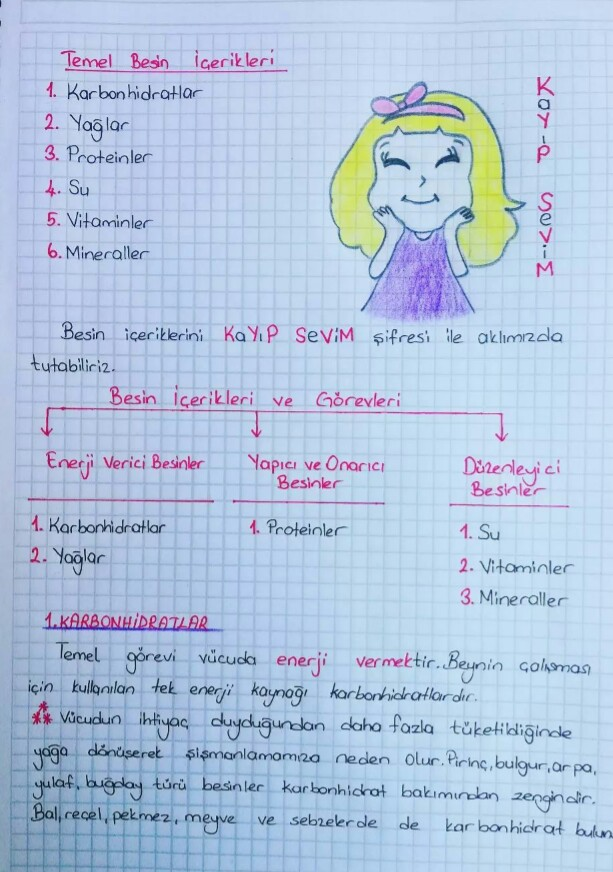 Temel Besin İçerikleri
1. Karbonhidratlar
2. Yağlar
3. Proteinler
4. Su
5. Vitaminler
6. Mineraller
KaYıP SeViM
Besin içeriklerini KaYıP SeViM şifresi ile aklımızda
tutabiliriz.
Besin İçerikleri ve Görevleri
Enerji Verici Besinler
1. Karbonhidratlar
2. Yağlar
Yapıcı ve Onarıcı
Besinler
1. Proteinler
Düzenleyici
Besinler
1. Su
2. Vitaminler
3. Mineraller
1.KARBONHİDRATLAR
Temel görevi vücuda enerji vermektir. Beynin çalışması
için kullanılan tek enerji kaynağı karbonhidratlardır.
Vücudun ihtiyaç duyduğundan daha fazla tüketildiğinde
yağa dönüşerek şişmanlamamıza neden olur. Pirinç, bulgur, arpa,
yulaf, buğday türü besinler karbonhidrat bakımından zengindir.
Bal, reçel, pekmez, meyve ve sebzelerde de karbonhidrat bulun